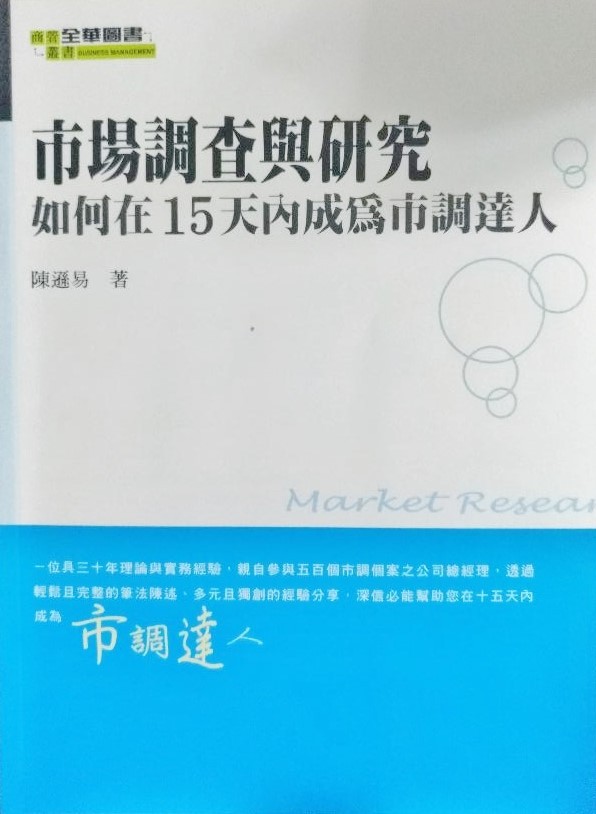 商管 全華圖書
叢書 BUSINESS MANAGEMENT
市場調查與研究
如何在15天內成爲市調達人
陳遜易 著
Market Resear
一位具三十年理論與實務經驗，親自參與五百個市調個案之公司總經理，透過
輕鬆且完整的筆法陳述，多元且獨創的經驗分享，深信必能幫助您在十五天內
成為 市調達人